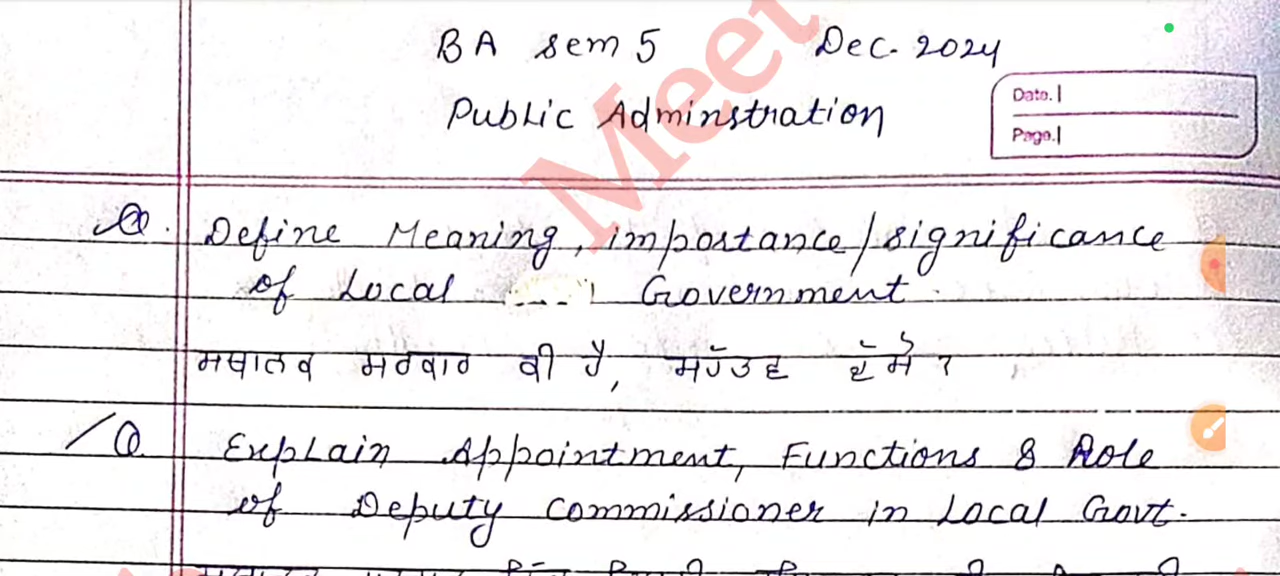 BA sem 5 Dec. 2024
Public Adminstration
Date.
Page.
Meet
Q. Define Meaning, importance/significance
of Local Government.
ਸਥਾਨਕ ਸਰਕਾਰ ਕੀ ਹੈ, ਮਹੱਤਵ ਦੱਸੋ ?
Q Explain Appointment, Functions & Role
of Deputy Commissioner in Local Govt.